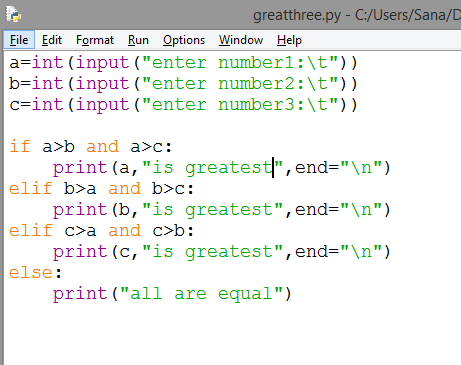 greatthree.py - C:/Users/Sana/D
File Edit Format Run Options Window Help
a=int(input("enter number1:\t"))
b=int(input("enter number2:\t"))
c=int(input("enter number3:\t"))
if a>b and a>c:
    print(a,"is greatest",end="\n")
elif b>a and b>c:
    print(b,"is greatest",end="\n")
elif c>a and c>b:
    print(c,"is greatest",end="\n")
else:
    print("all are equal")